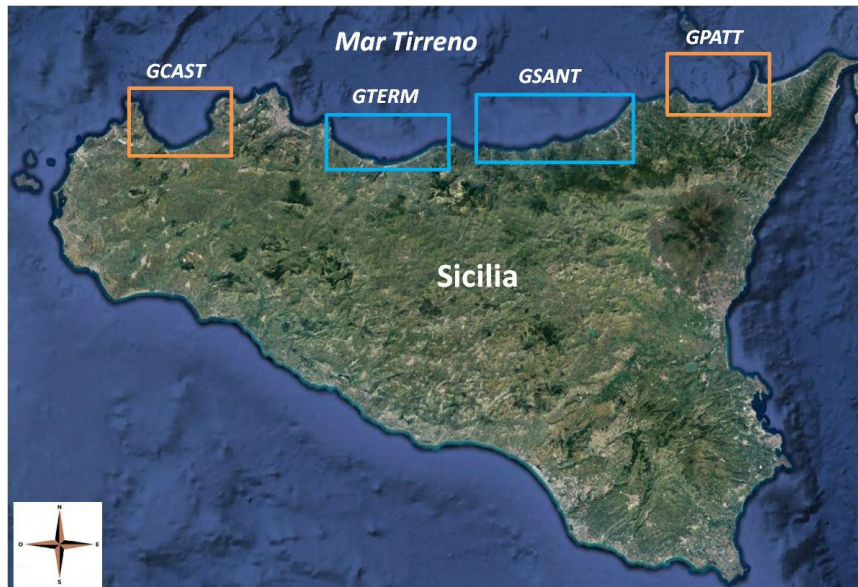 Mar Tirreno
GPATT
GCAST
GSANT
GTERM
Sicilia
N
O E
S